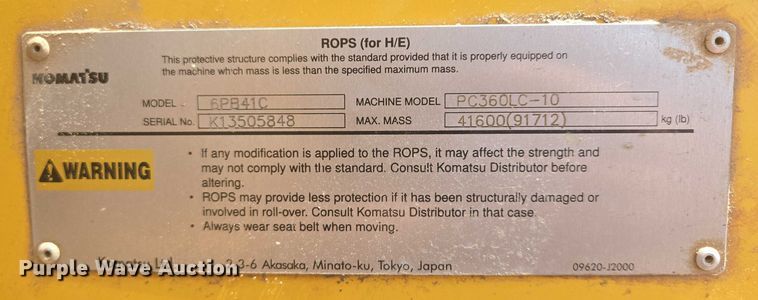 ROPS (for H/E)
This protective structure complies with the standard provided that it is properly equipped on
the machine which mass is less than the specified maximum mass.
KOMATSU
MODEL 6PB41C MACHINE MODEL PC360LC-10
SERIAL No. K13505848 MAX. MASS 41600(91712) kg (lb)
WARNING
• If any modification is applied to the ROPS, it may affect the strength and
may not comply with the standard. Consult Komatsu Distributor before
altering.
• ROPS may provide less protection if it has been structurally damaged or
involved in roll-over. Consult Komatsu Distributor in that case
• Always wear seat belt when moving.
Komatsu Ltd. 2-3-6 Akasaka, Minato-ku, Tokyo, Japan 09620-J2000
Purple Wave Auction